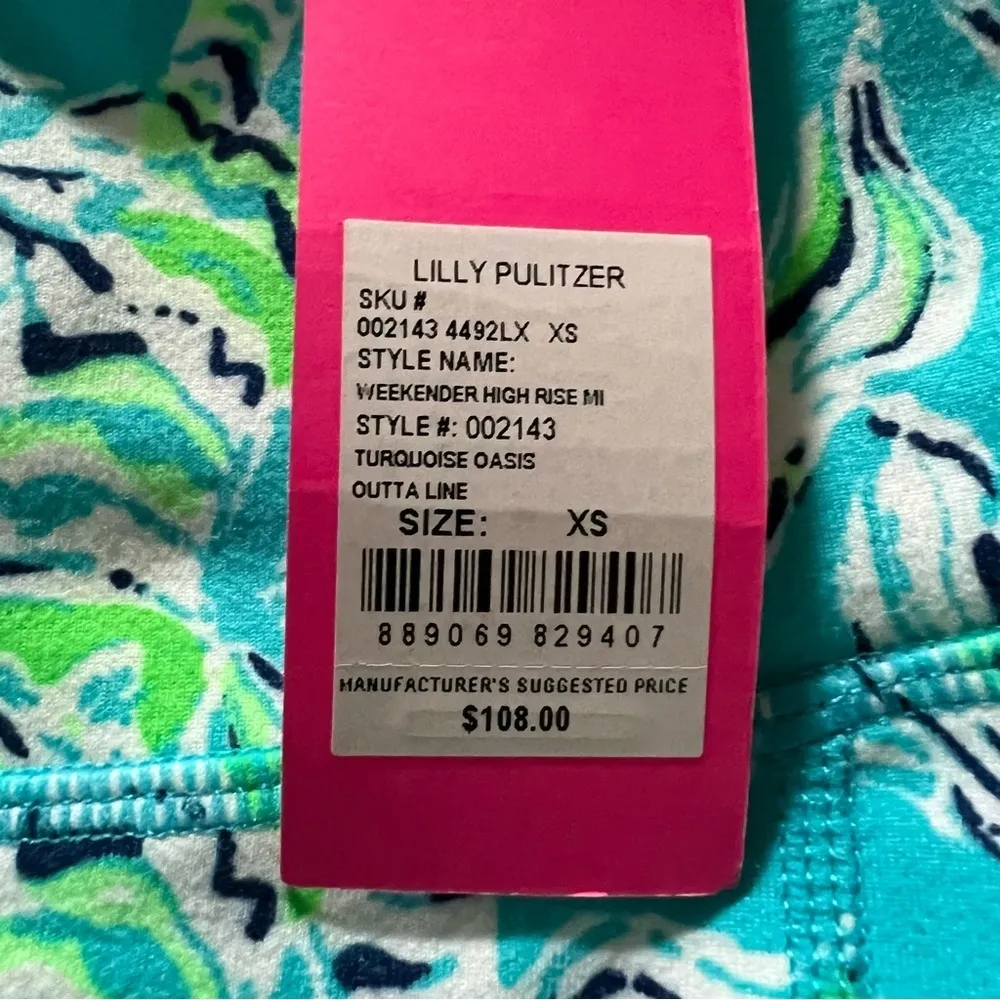 LILLY PULITZER
SKU #
002143 4492LX XS
STYLE NAME:
WEEKENDER HIGH RISE MI
STYLE #: 002143
TURQUOISE OASIS
OUTTA LINE
SIZE: XS
889069 829407
MANUFACTURER'S SUGGESTED PRICE
$108.00